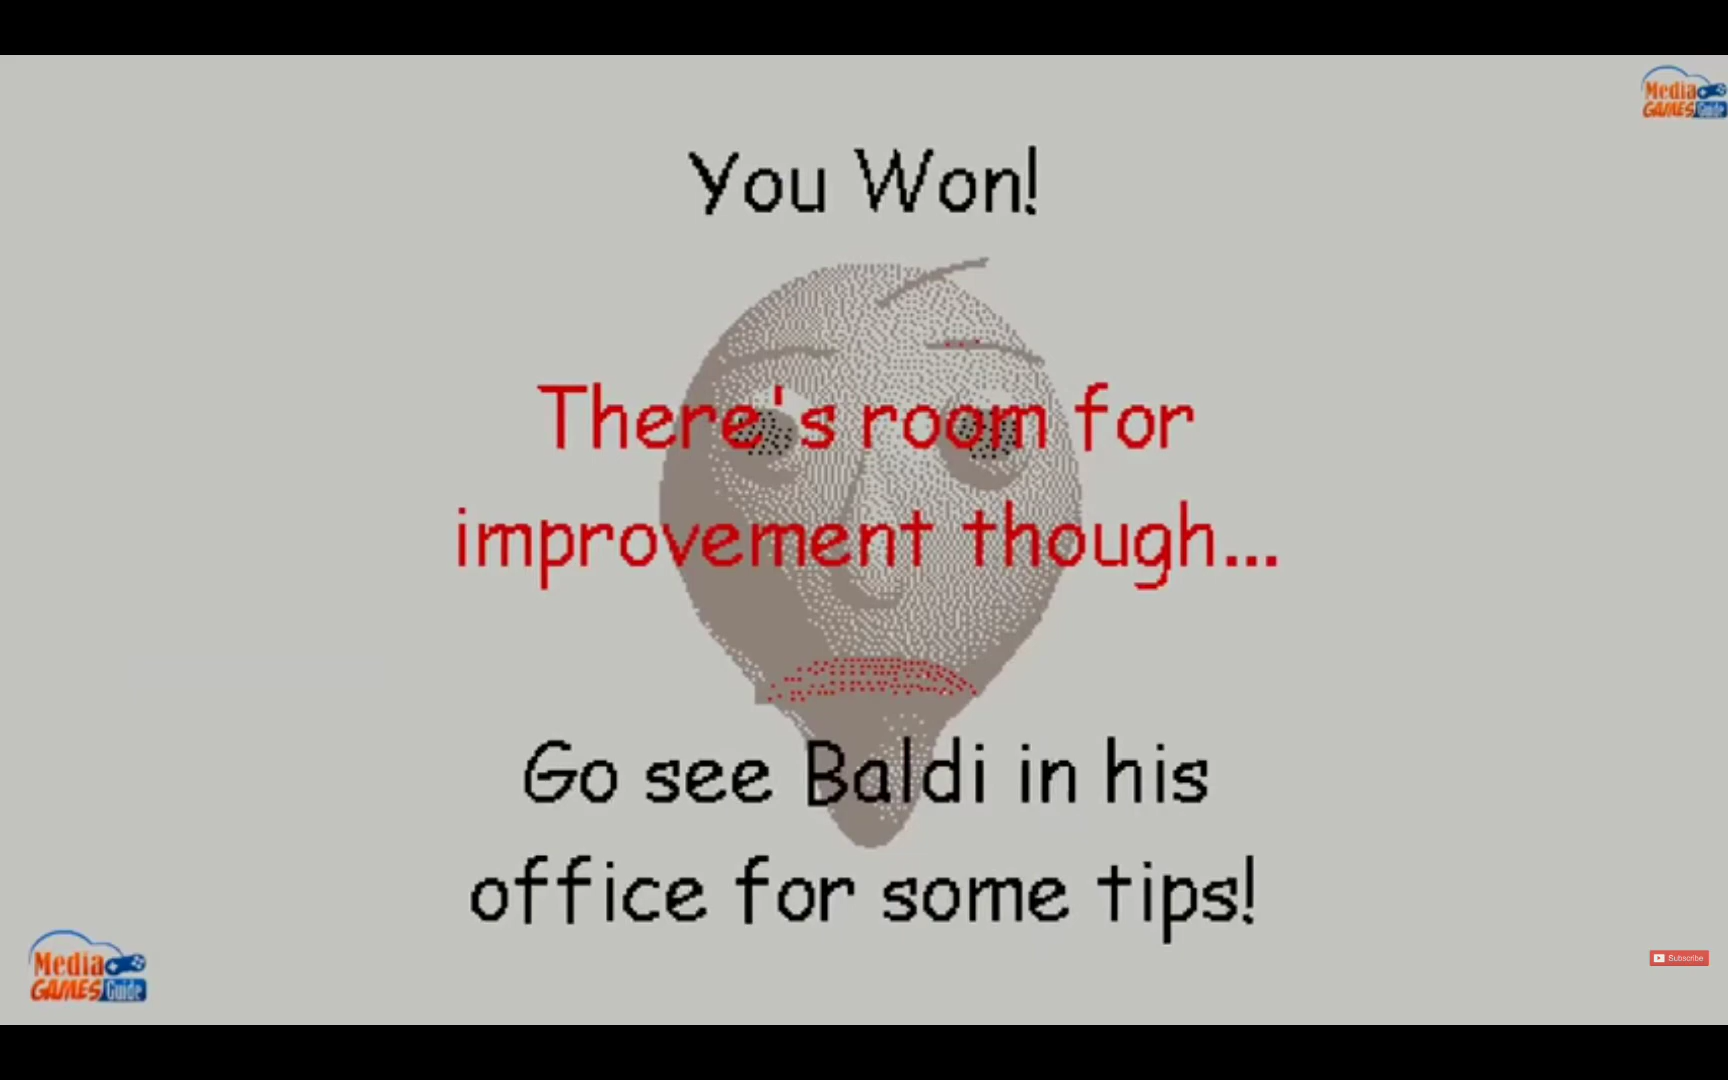 Media
GAMES Guide
You Won!
There's room for
improvement though...
Go see Baldi in his
office for some tips!
Media
GAMES Guide
Subscribe